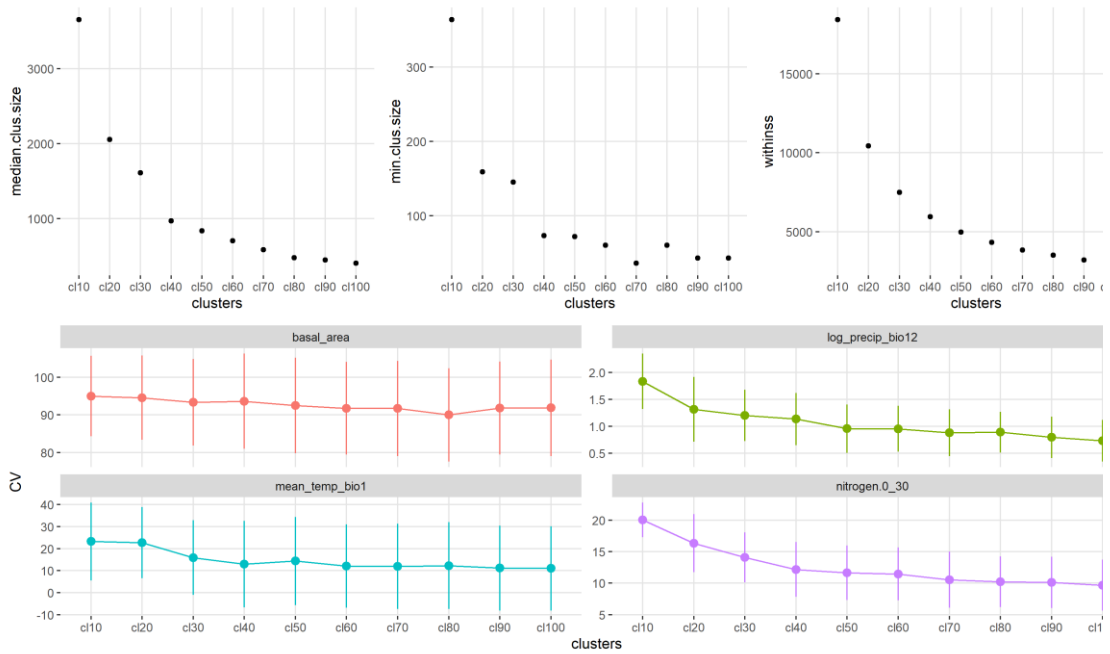 median.clus.size
3000
2000
1000
cl10 cl20 cl30 cl40 cl50 cl60 cl70 cl80 cl90 cl100
clusters
min.clus.size
300
200
100
cl10 cl20 cl30 cl40 cl50 cl60 cl70 cl80 cl90 cl100
clusters
withinss
15000
10000
5000
cl10 cl20 cl30 cl40 cl50 cl60 cl70 cl80 cl90 c
clusters
CV
basal_area
100
90
80
log_precip_bio12
2.0
1.5
1.0
0.5
mean_temp_bio1
40
30
20
10
0
-10
cl10 cl20 cl30 cl40 cl50 cl60 cl70 cl80 cl90 cl100
nitrogen.0_30
20
15
10
5
cl10 cl20 cl30 cl40 cl50 cl60 cl70 cl80 cl90 cl1
clusters